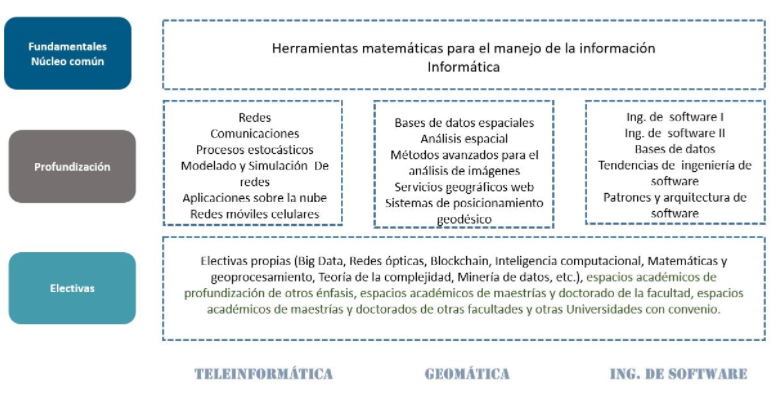 Fundamentales
Núcleo común
Herramientas matemáticas para el manejo de la información
Informática
Profundización
Redes
Comunicaciones
Procesos estocásticos
Modelado y Simulación De
redes
Aplicaciones sobre la nube
Redes móviles celulares
Bases de datos espaciales
Análisis espacial
Métodos avanzados para el
análisis de imágenes
Servicios geográficos web
Sistemas de posicionamiento
geodésico
Ing. de software I
Ing. de software II
Bases de datos
Tendencias de ingeniería de
software
Patrones y arquitectura de
software
Electivas
Electivas propias (Big Data, Redes ópticas, Blockchain, Inteligencia computacional, Matemáticas y
geoprocesamiento, Teoría de la complejidad, Minería de datos, etc.), espacios académicos de
profundización de otros énfasis, espacios académicos de maestrías y doctorado de la facultad, espacios
académicos de maestrías y doctorados de otras facultades y otras Universidades con convenio.
TELEINFORMÁTICA
GEOMÁTICA
ING. DE SOFTWARE